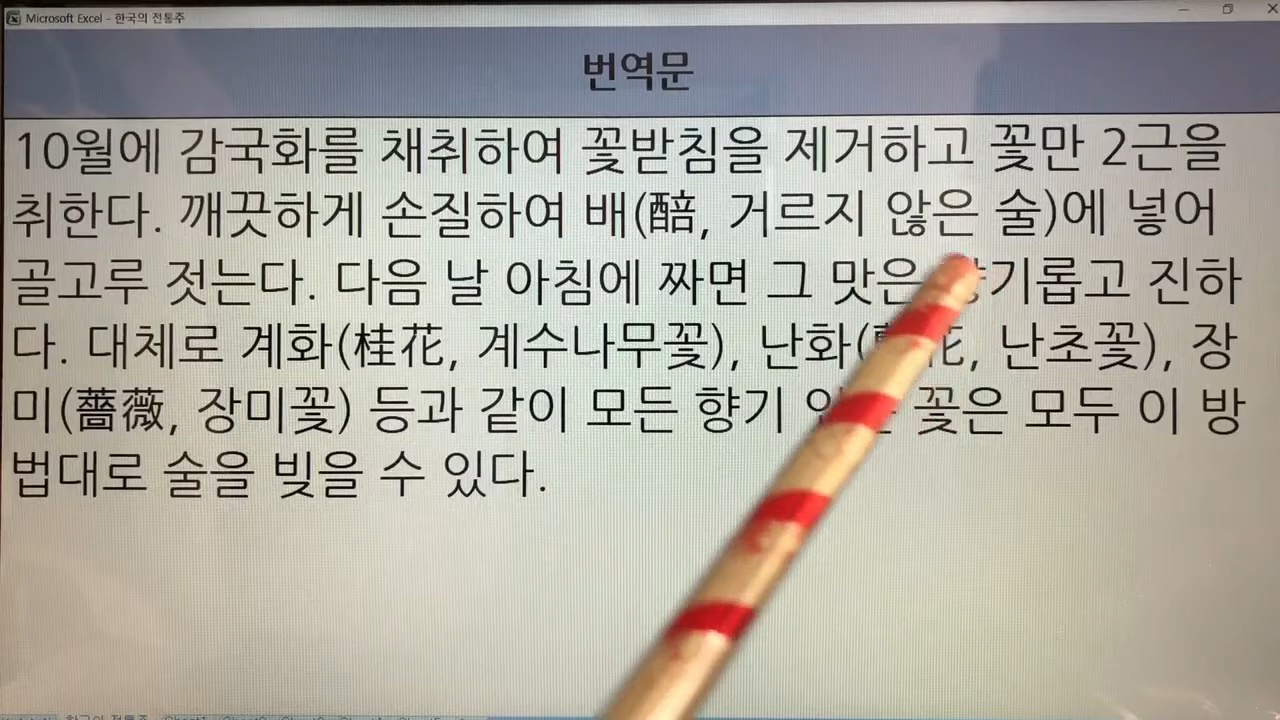 Microsoft Excel - 한국의 전통주
번역문
10월에 감국화를 채취하여 꽃받침을 제거하고 꽃만 2근을
취한다. 깨끗하게 손질하여 배(醅, 거르지 않은 술)에 넣어
골고루 젓는다. 다음 날 아침에 짜면 그 맛은 진하
다. 대체로 계화(桂花, 계수나무꽃), 난화( 花, 난초꽃), 장
미(薔薇, 장미꽃) 등과 같이 모든 향기 꽃은 모두 이 방
법대로 술을 빚을 수 있다.